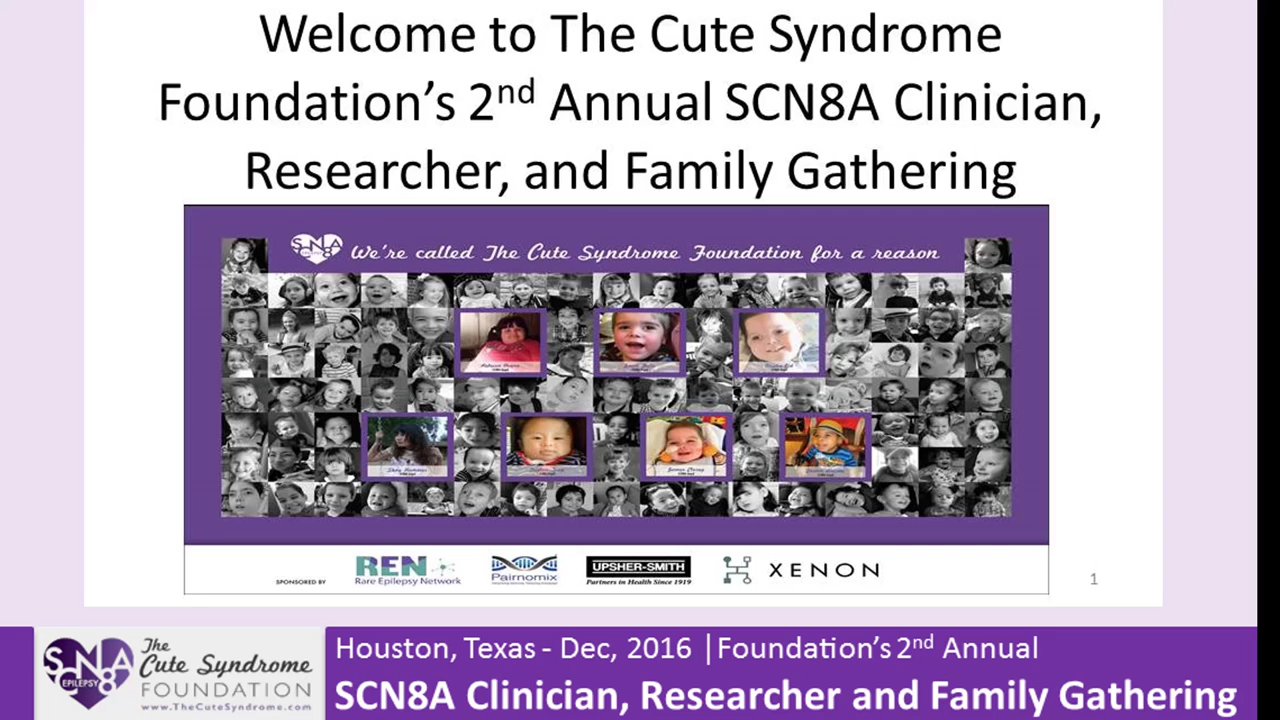 Welcome to The Cute Syndrome
Foundation’s 2nd Annual SCN8A Clinician,
Researcher, and Family Gathering
We're called The Cute Syndrome Foundation for a reason
SPONSORED BY
REN
Rare Epilepsy Network
Pairnomix
UPSHER-SMITH
Partners in Health Since 1919
XENON
1
SCN8A
EPILEPSY
The
Cute Syndrome
FOUNDATION
www.TheCuteSyndrome.com
Houston, Texas - Dec, 2016 |Foundation’s 2nd Annual
SCN8A Clinician, Researcher and Family Gathering